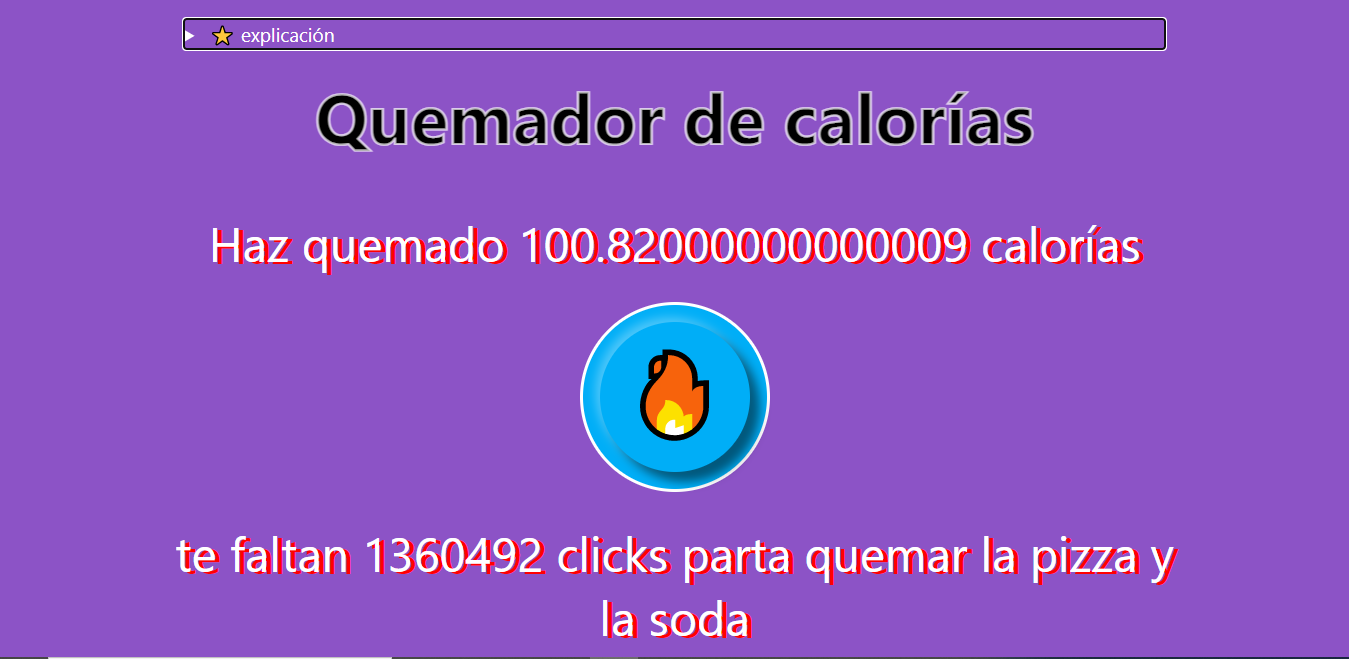 ⭐ explicación
Quemador de calorías
Haz quemado 100.82000000000009 calorías
te faltan 1360492 clicks parta quemar la pizza y
la soda